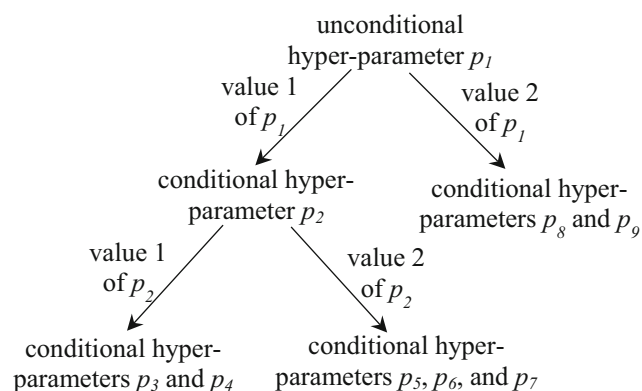 unconditional
hyper-parameter p₁
value 1
of p₁
value 2
of p₁
conditional hyper-
parameter p₂
conditional hyper-
parameters p₈ and p₉
value 1
of p₂
value 2
of p₂
conditional hyper-
parameters p₃ and p₄
conditional hyper-
parameters p₅, p₆, and p₇